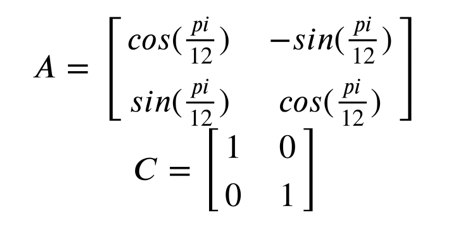 A = [ cos(pi/12) −sin(pi/12)
sin(pi/12) cos(pi/12) ]
C = [ 1 0
0 1 ]